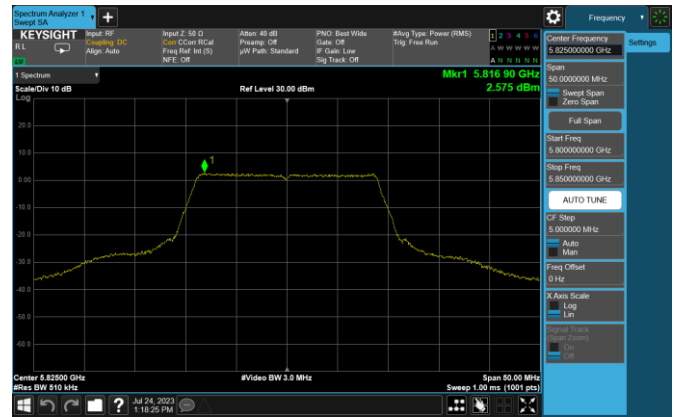 Spectrum Analyzer 1
Swept SA
Frequency
KEYSIGHT
R L
Input: RF
Coupling: DC
Align: Auto
Input Z: 50 Ω
Corr CCorr RCal
Freq Ref: Int (S)
NFE: Off
Atten: 40 dB
Preamp: Off
µW Path: Standard
PNO: Best Wide
Gate: Off
IF Gain: Low
Sig Track: Off
#Avg Type: Power (RMS)
Trig: Free Run
1 2 3 4 5 6
A W W W W W
A N N N N N
1 Spectrum
Scale/Div 10 dB
Log
Ref Level 30.00 dBm
Mkr1 5.816 90 GHz
2.575 dBm
1
20.0
10.0
0.00
-10.0
-20.0
-30.0
-40.0
-50.0
-60.0
Center 5.82500 GHz
#Res BW 510 kHz
#Video BW 3.0 MHz
Span 50.00 MHz
Sweep 1.00 ms (1001 pts)
Center Frequency
5.825000000 GHz
Settings
Span
50.0000000 MHz
Swept Span
Zero Span
Full Span
Start Freq
5.800000000 GHz
Stop Freq
5.850000000 GHz
AUTO TUNE
CF Step
5.000000 MHz
Auto
Man
Freq Offset
0 Hz
X Axis Scale
Log
Lin
Signal Track
(Span Zoom)
On
Off
Jul 24, 2023
1:18:25 PM